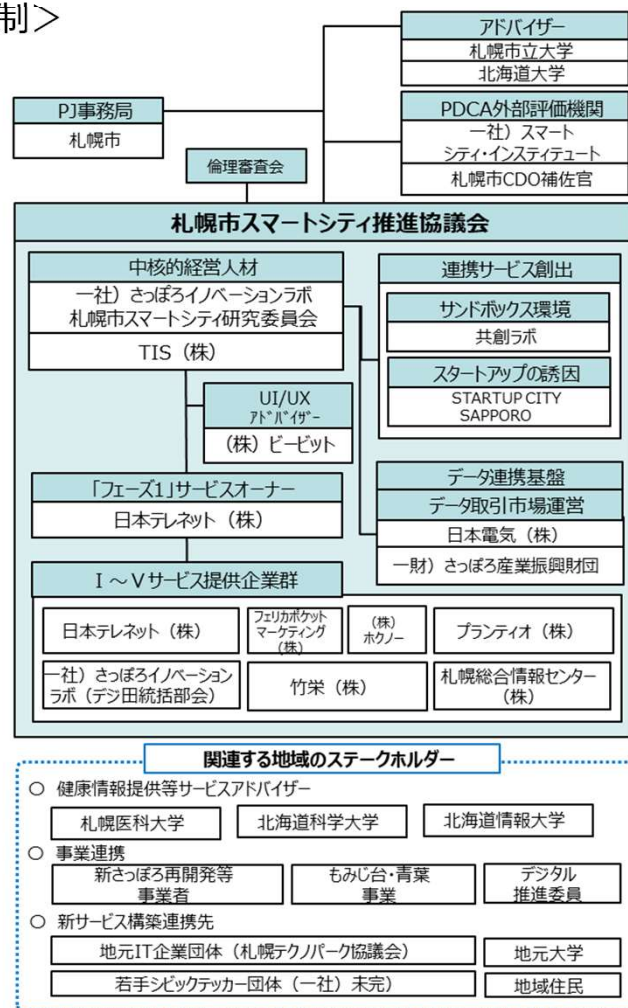 制＞
アドバイザー
札幌市立大学
北海道大学
PJ事務局
札幌市
PDCA外部評価機関
一社）スマート
シティ・インスティテュート
札幌市CDO補佐官
倫理審査会
札幌市スマートシティ推進協議会
中核的経営人材
一社）さっぽろイノベーションラボ
札幌市スマートシティ研究委員会
TIS（株）
連携サービス創出
サンドボックス環境
共創ラボ
スタートアップの誘因
STARTUP CITY
SAPPORO
UI/UX
ｱﾄﾞﾊﾞｲｻﾞｰ
（株）ビービット
「フェーズ1」サービスオーナー
日本テレネット（株）
データ連携基盤
データ取引市場運営
日本電気（株）
一財）さっぽろ産業振興財団
Ⅰ～Ⅴサービス提供企業群
日本テレネット（株）
フェリカポケット
マーケティング
（株）
（株）
ホクノー
プランティオ（株）
一社）さっぽろイノベーション
ラボ（デジ田統括部会）
竹栄（株）
札幌総合情報センター
（株）
関連する地域のステークホルダー
○ 健康情報提供等サービスアドバイザー
札幌医科大学
北海道科学大学
北海道情報大学
○ 事業連携
新さっぽろ再開発等
事業者
もみじ台・青葉
事業
デジタル
推進委員
○ 新サービス構築連携先
地元IT企業団体（札幌テクノパーク協議会）
地元大学
若手シビックテッカー団体（一社）未完）
地域住民